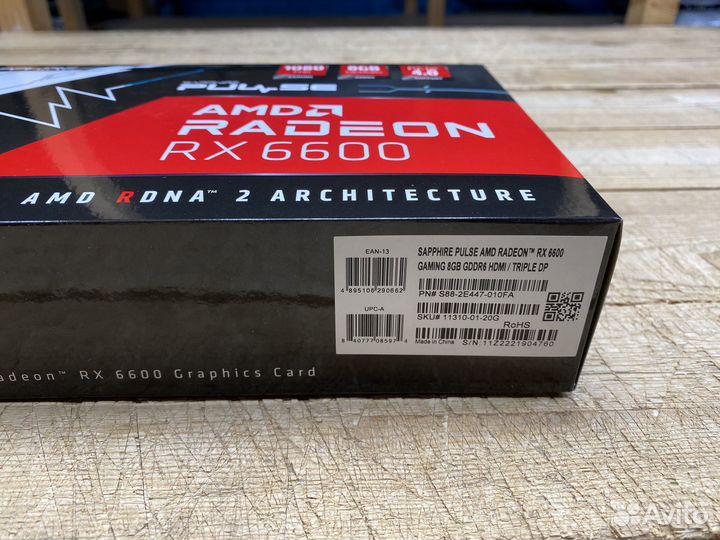 1080
8GB
4.0
PULSE
AMD
RADEON
RX 6600
AMD RDNA™ 2 ARCHITECTURE
EAN-13
4 895106 290662
UPC-A
8 40777 08597 4
SAPPHIRE PULSE AMD RADEON™ RX 6600
GAMING 8GB GDDR6 HDMI / TRIPLE DP
PN# S88-2E447-010FA
SKU# 11310-01-20G
RoHS
Made in China S/N:11Z2221904760
adeon™ RX 6600 Graphics Card
Avito